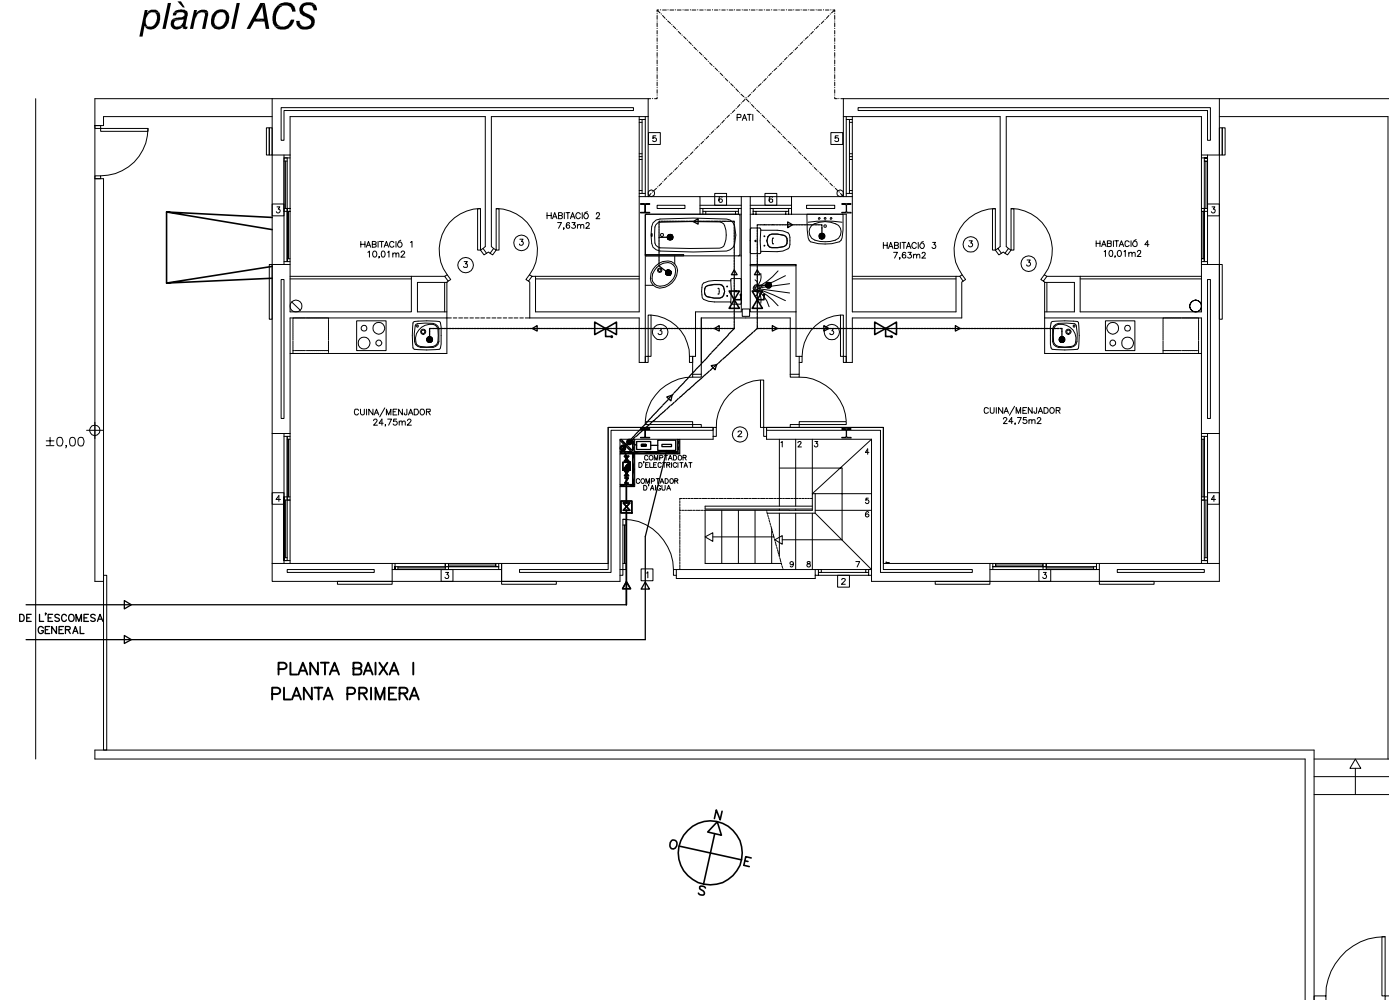 plànol ACS
PATI
5
5
6
6
3
HABITACIÓ 1
10,01m2
HABITACIÓ 2
7,63m2
3
3
HABITACIÓ 3
7,63m2
HABITACIÓ 4
10,01m2
3
3
3
3
3
CUINA/MENJADOR
24,75m2
CUINA/MENJADOR
24,75m2
±0,00
2
COMPTADOR
D'ELECTRICITAT
COMPTADOR
D'AIGUA
1 2 3
4
5
6
7
8
9
4
4
3
1
2
3
DE L'ESCOMESA
GENERAL
PLANTA BAIXA I
PLANTA PRIMERA
N
O
E
S